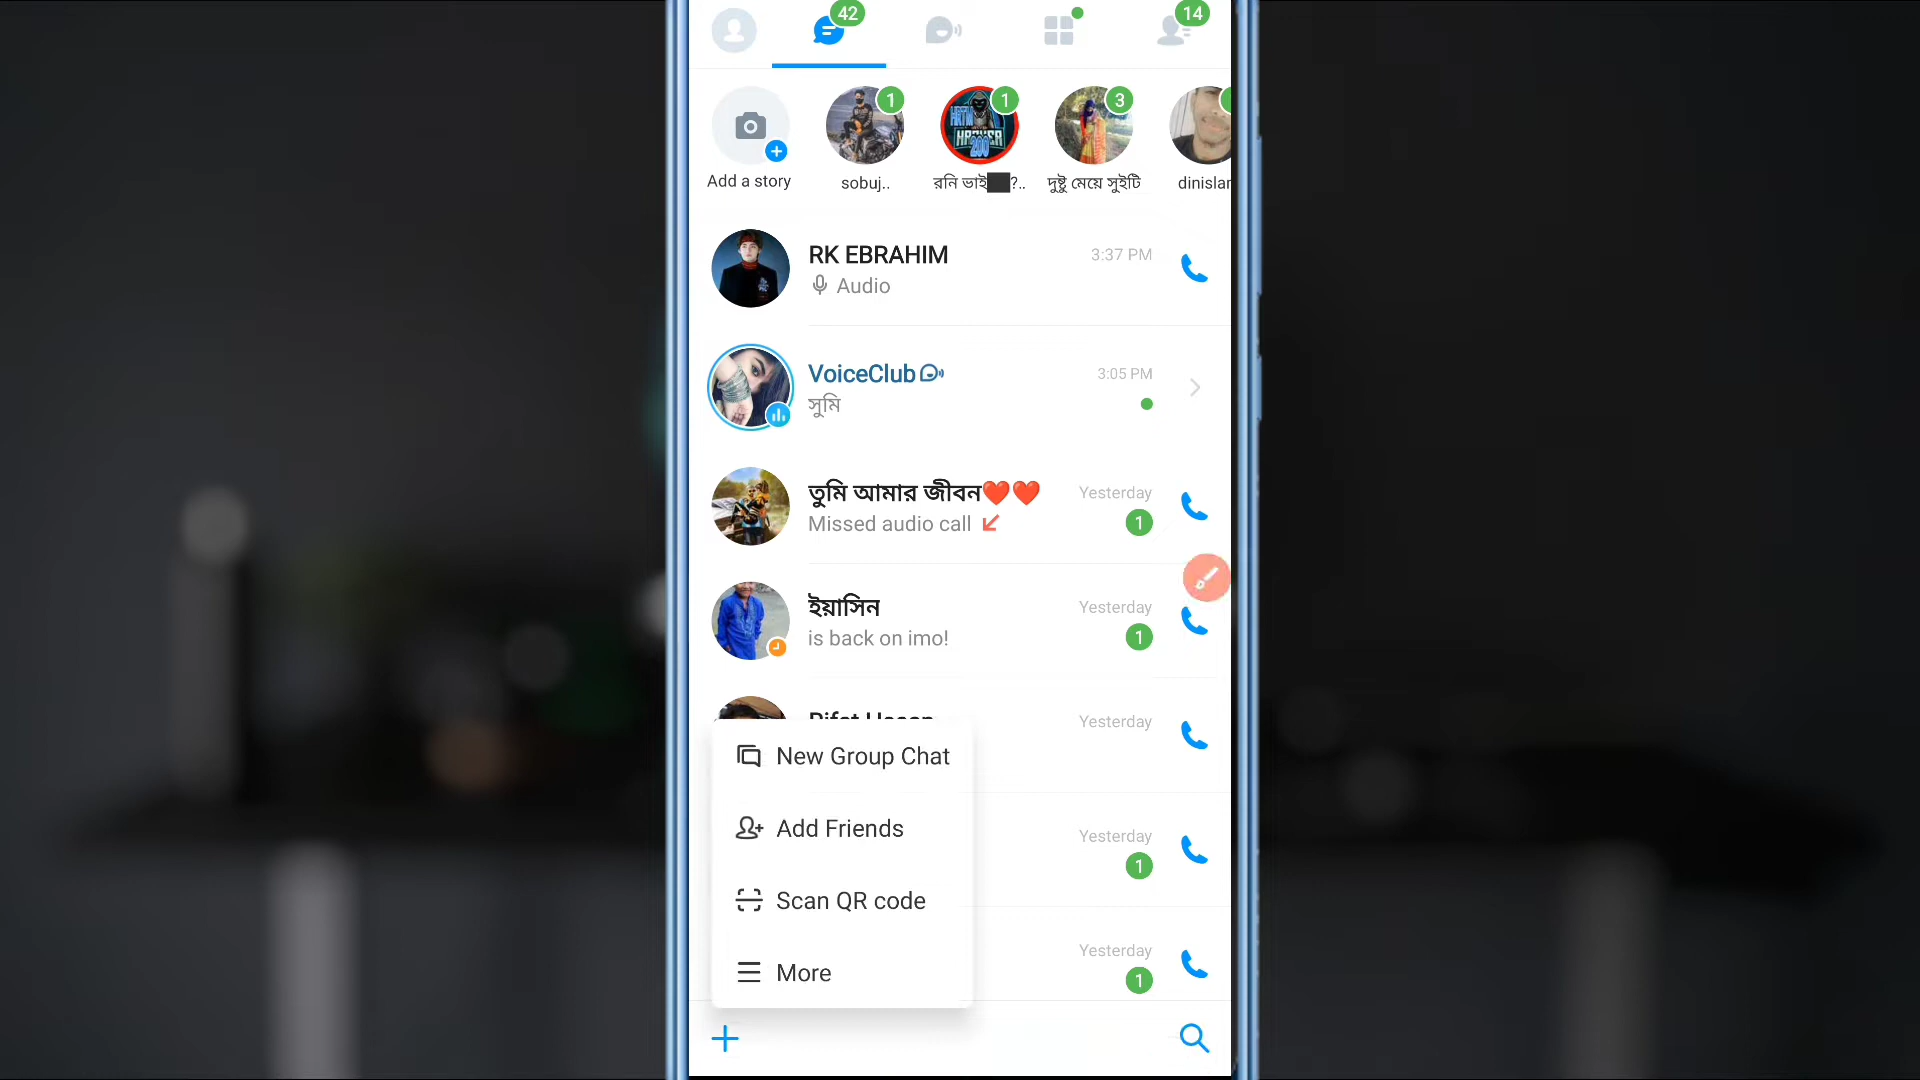 42
14
1
1
3
Add a story
sobuj..
রনি ভাই
?..
দুষ্টু মেয়ে সুইটি
dinislar
RK EBRAHIM
3:37 PM
Audio
VoiceClub
3:05 PM
সুমি
তুমি আমার জীবন❤️❤️
Yesterday
Missed audio call
1
ইয়াসিন
Yesterday
is back on imo!
1
Yesterday
New Group Chat
Add Friends
Yesterday
1
Scan QR code
Yesterday
More
1